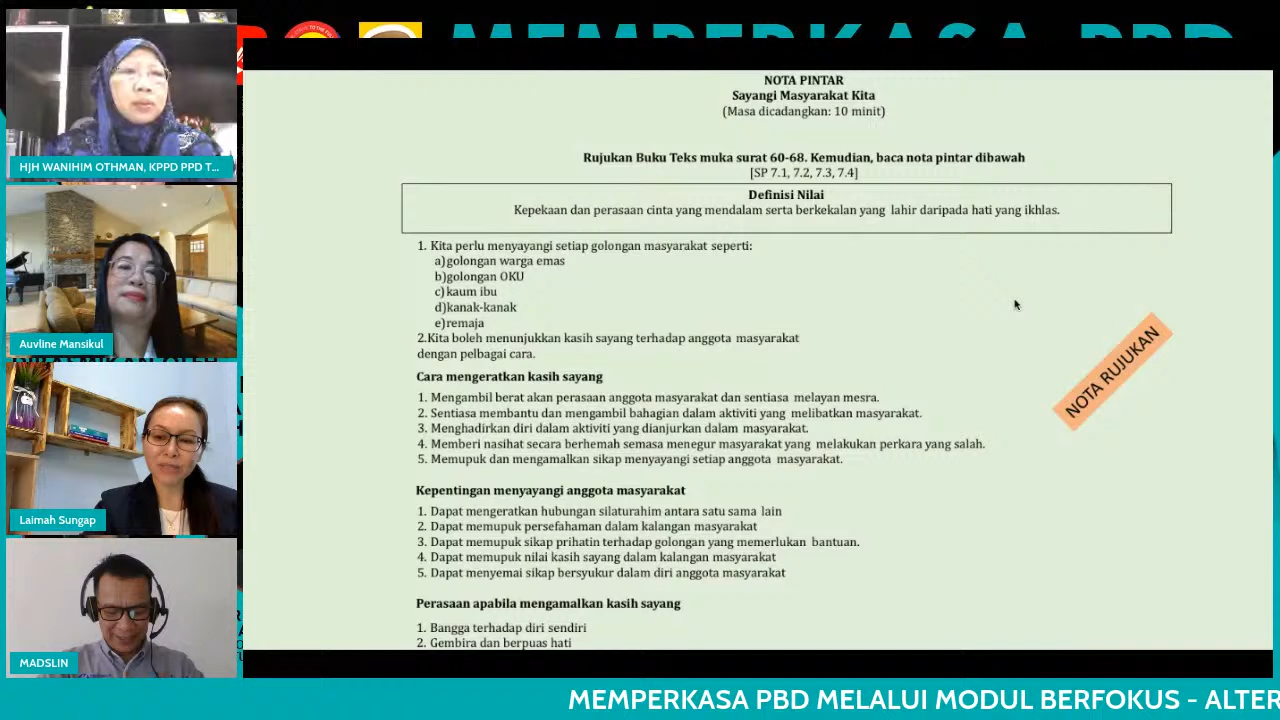 MEMPERKASA PBD
HJH WANIHIM OTHMAN, KPPD PPD T...
Auvline Mansikul
Laimah Sungap
MADSLIN
NOTA PINTAR
Sayangi Masyarakat Kita
(Masa dicadangkan: 10 minit)
Rujukan Buku Teks muka surat 60-68. Kemudian, baca nota pintar dibawah
[SP 7.1, 7.2, 7.3, 7.4]
Definisi Nilai
Kepekaan dan perasaan cinta yang mendalam serta berkekalan yang lahir daripada hati yang ikhlas.
1. Kita perlu menyayangi setiap golongan masyarakat seperti:
a)golongan warga emas
b)golongan OKU
c)kaum ibu
d)kanak-kanak
e)remaja
2.Kita boleh menunjukkan kasih sayang terhadap anggota masyarakat
dengan pelbagai cara.
Cara mengeratkan kasih sayang
1. Mengambil berat akan perasaan anggota masyarakat dan sentiasa melayan mesra.
2. Sentiasa membantu dan mengambil bahagian dalam aktiviti yang melibatkan masyarakat.
3. Menghadirkan diri dalam aktiviti yang dianjurkan dalam masyarakat.
4. Memberi nasihat secara berhemah semasa menegur masyarakat yang melakukan perkara yang salah.
5. Memupuk dan mengamalkan sikap menyayangi setiap anggota masyarakat.
Kepentingan menyayangi anggota masyarakat
1. Dapat mengeratkan hubungan silaturahim antara satu sama lain
2. Dapat memupuk persefahaman dalam kalangan masyarakat
3. Dapat memupuk sikap prihatin terhadap golongan yang memerlukan bantuan.
4. Dapat memupuk nilai kasih sayang dalam kalangan masyarakat
5. Dapat menyemai sikap bersyukur dalam diri anggota masyarakat
Perasaan apabila mengamalkan kasih sayang
1. Bangga terhadap diri sendiri
2. Gembira dan berpuas hati
NOTA RUJUKAN
MEMPERKASA PBD MELALUI MODUL BERFOKUS - ALTER